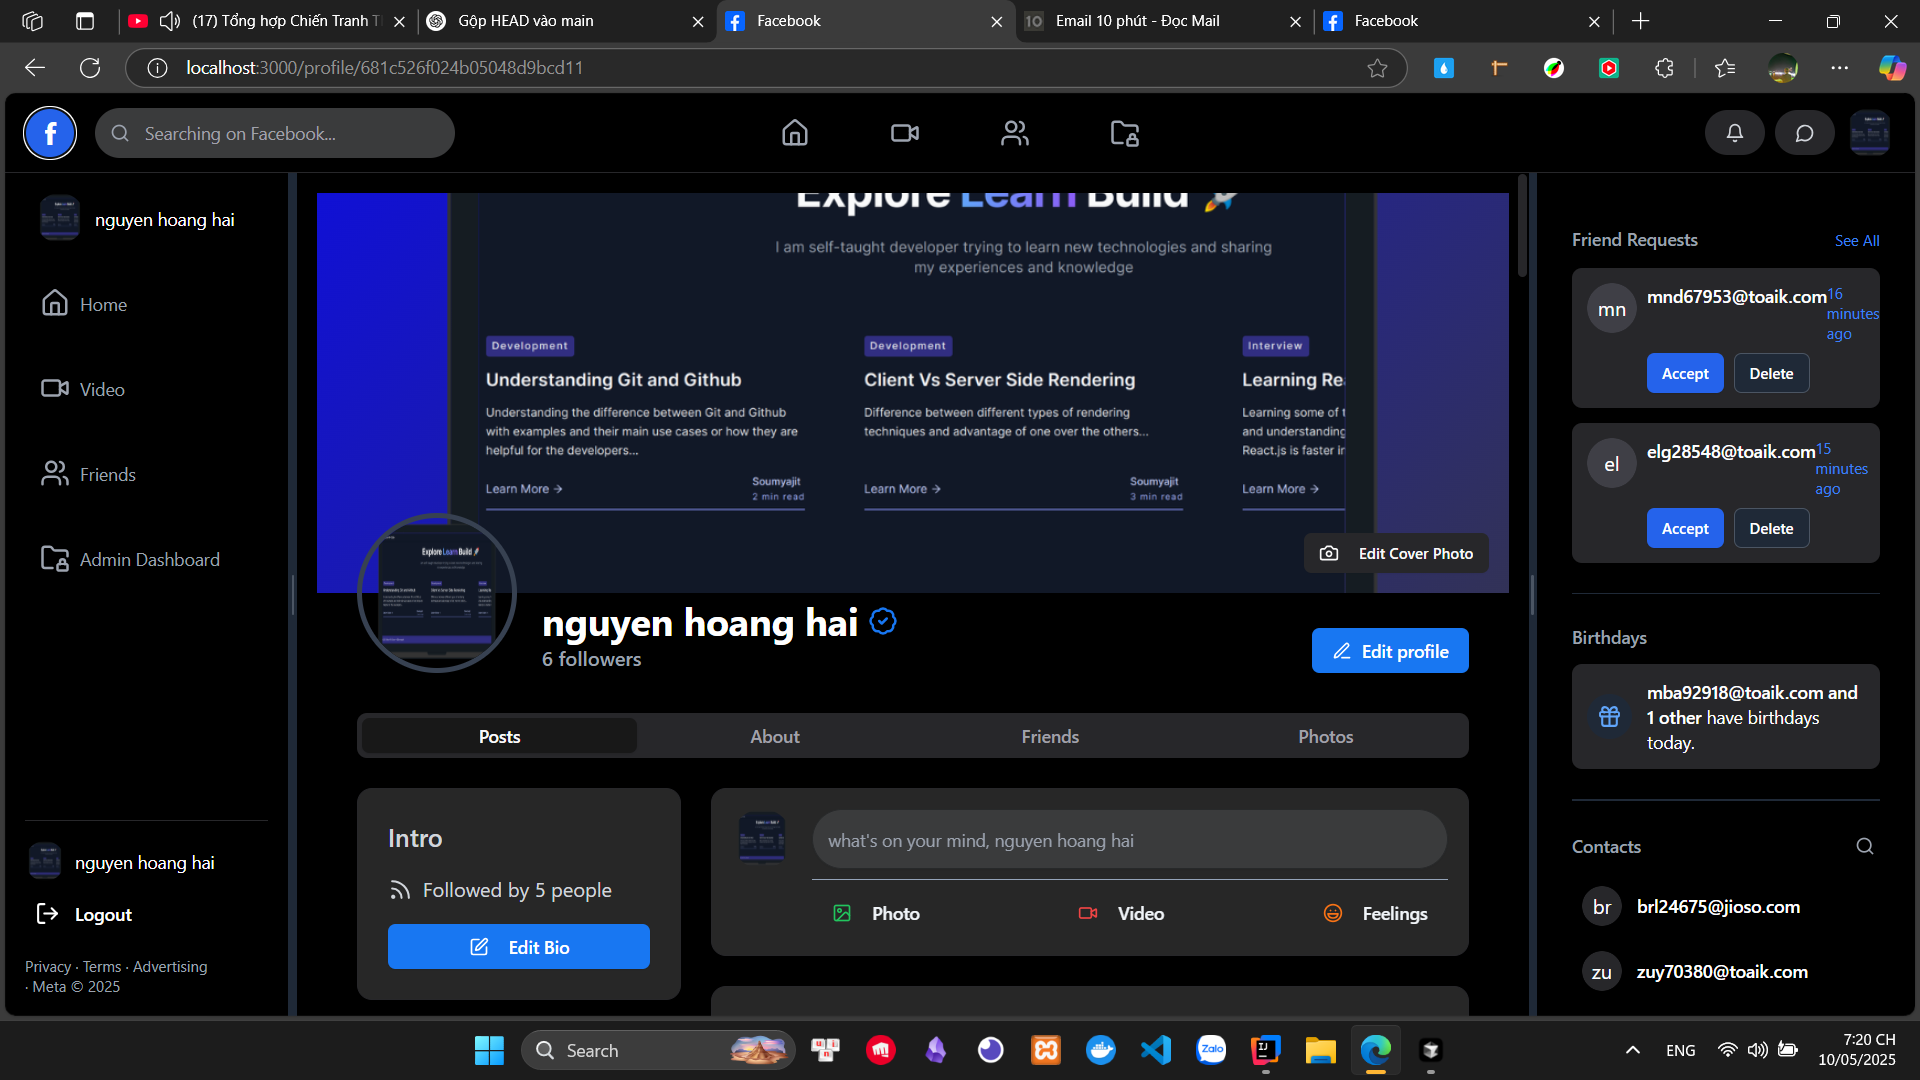 (17) Tổng hợp Chiến Tranh
Gộp HEAD vào main
Facebook
Email 10 phút - Đọc Mail
Facebook
localhost:3000/profile/681c526f024b05048d9bcd11
Searching on Facebook...
nguyen hoang hai
Home
Video
Friends
Admin Dashboard
nguyen hoang hai
Logout
Privacy · Terms · Advertising
· Meta © 2025
Explore Learn Build 🚀
I am self-taught developer trying to learn new technologies and sharing
my experiences and knowledge
Development
Understanding Git and Github
Understanding the difference between Git and Github
with examples and their main use cases or how they are
helpful for the developers...
Learn More →
Soumyajit
2 min read
Development
Client Vs Server Side Rendering
Difference between different types of rendering
techniques and advantage of one over the others...
Learn More →
Soumyajit
3 min read
Interview
Learning Re
Learning some of
and understanding
React.js is faster
Learn More →
Explore Learn Build
Edit Cover Photo
nguyen hoang hai
6 followers
Edit profile
Posts
About
Friends
Photos
Intro
Followed by 5 people
Edit Bio
what's on your mind, nguyen hoang hai
Photo
Video
Feelings
Friend Requests
See All
mn
mnd67953@toaik.com
16
minutes
ago
Accept
Delete
el
elg28548@toaik.com
15
minutes
ago
Accept
Delete
Birthdays
mba92918@toaik.com and
1 other have birthdays
today.
Contacts
br
brl24675@jioso.com
zu
zuy70380@toaik.com
Search
Zalo
ENG
7:20 CH
10/05/2025